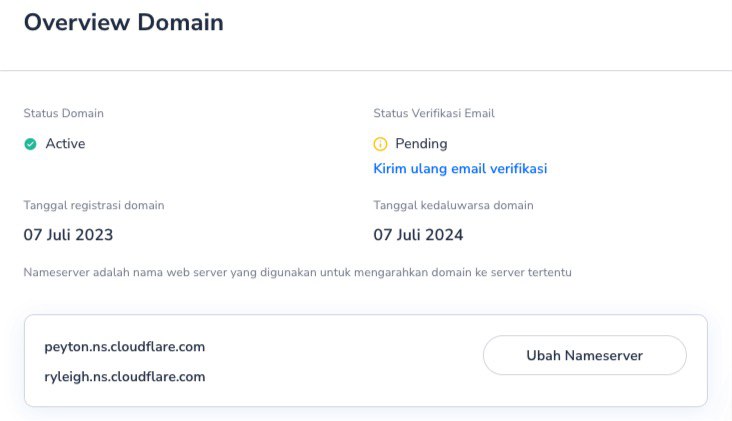 Overview Domain
Status Domain
Status Verifikasi Email
Active
Pending
Kirim ulang email verifikasi
Tanggal registrasi domain
Tanggal kedaluwarsa domain
07 Juli 2023
07 Juli 2024
Nameserver adalah nama web server yang digunakan untuk mengarahkan domain ke server tertentu
peyton.ns.cloudflare.com
Ubah Nameserver
ryleigh.ns.cloudflare.com